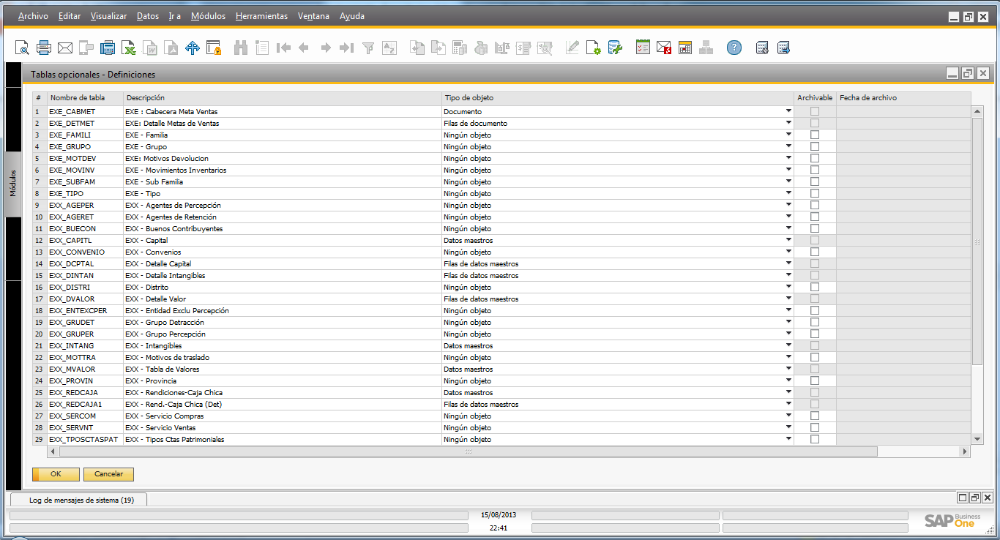 Archivo Editar Visualizar Datos Ir a Módulos Herramientas Ventana Ayuda
Tablas opcionales - Definiciones
Módulos
# Nombre de tabla Descripción Tipo de objeto Archivable Fecha de archivo
1 EXE_CABMET EXE : Cabecera Meta Ventas Documento
2 EXE_DETMET EXE: Detalle Metas de Ventas Filas de documento
3 EXE_FAMILI EXE - Familia Ningún objeto
4 EXE_GRUPO EXE - Grupo Ningún objeto
5 EXE_MOTDEV EXE: Motivos Devolucion Ningún objeto
6 EXE_MOVINV EXE - Movimientos Inventarios Ningún objeto
7 EXE_SUBFAM EXE - Sub Familia Ningún objeto
8 EXE_TIPO EXE - Tipo Ningún objeto
9 EXX_AGEPER EXX - Agentes de Percepción Ningún objeto
10 EXX_AGERET EXX - Agentes de Retención Ningún objeto
11 EXX_BUECON EXX - Buenos Contribuyentes Ningún objeto
12 EXX_CAPITL EXX - Capital Datos maestros
13 EXX_CONVENIO EXX - Convenios Ningún objeto
14 EXX_DCPTAL EXX - Detalle Capital Filas de datos maestros
15 EXX_DINTAN EXX - Detalle Intangibles Filas de datos maestros
16 EXX_DISTRI EXX - Distrito Ningún objeto
17 EXX_DVALOR EXX - Detalle Valor Filas de datos maestros
18 EXX_ENTEXCPER EXX - Entidad Exclu Percepción Ningún objeto
19 EXX_GRUDET EXX - Grupo Detracción Ningún objeto
20 EXX_GRUPER EXX - Grupo Percepción Ningún objeto
21 EXX_INTANG EXX - Intangibles Datos maestros
22 EXX_MOTTRA EXX - Motivos de traslado Ningún objeto
23 EXX_MVALOR EXX - Tabla de Valores Datos maestros
24 EXX_PROVIN EXX - Provincia Ningún objeto
25 EXX_REDCAJA EXX - Rendiciones-Caja Chica Datos maestros
26 EXX_REDCAJA1 EXX - Rend.-Caja Chica (Det) Filas de datos maestros
27 EXX_SERCOM EXX - Servicio Compras Ningún objeto
28 EXX_SERVNT EXX - Servicio Ventas Ningún objeto
29 EXX_TPOSCTASPAT EXX - Tipos Ctas Patrimoniales Ningún objeto
OK Cancelar
Log de mensajes de sistema (19)
15/08/2013
22:41
SAP Business One